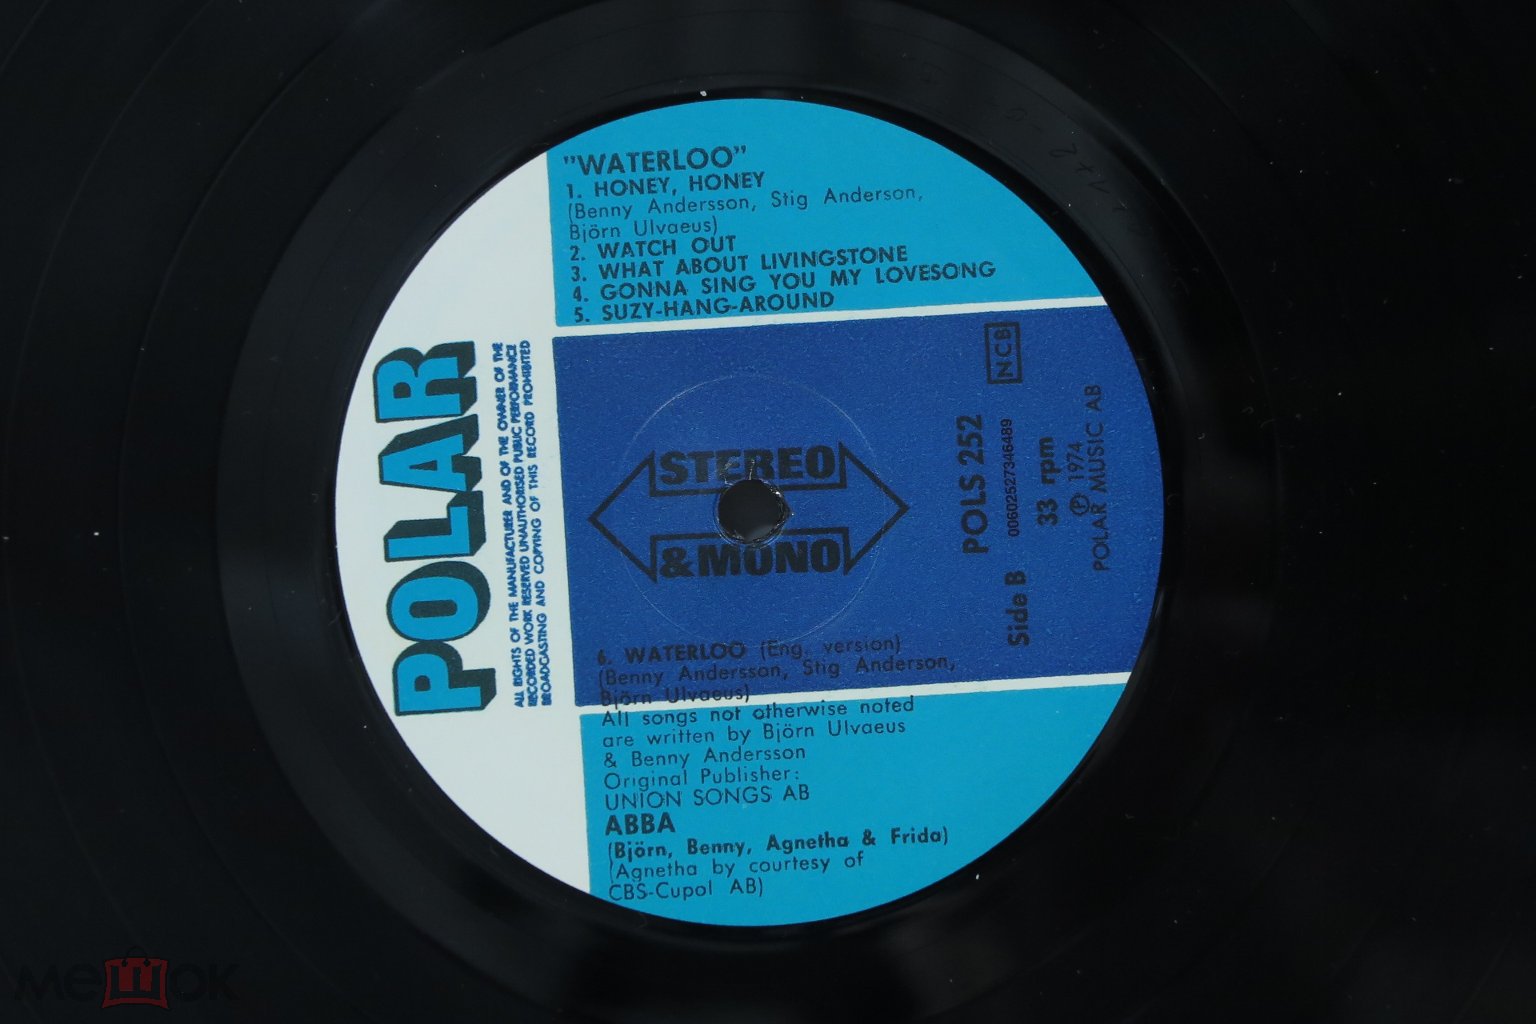 "WATERLOO"
1. HONEY, HONEY
(Benny Andersson, Stig Anderson,
Björn Ulvaeus)
2. WATCH OUT
3. WHAT ABOUT LIVINGSTONE
4. GONNA SING YOU MY LOVESONG
5. SUZY-HANG-AROUND
POLAR
ALL RIGHTS OF THE MANUFACTURER AND OF THE OWNER OF THE
RECORDED WORK RESERVED UNAUTHORISED PUBLIC PERFORMANCE
BROADCASTING AND COPYING OF THIS RECORD PROHIBITED
STEREO
& MONO
NCB
Side B POLS 252
00602527346489
33 rpm
℗ 1974
POLAR MUSIC AB
6. WATERLOO (Eng. version)
(Benny Andersson, Stig Anderson,
Björn Ulvaeus)
All songs not otherwise noted
are written by Björn Ulvaeus
& Benny Andersson
Original Publisher:
UNION SONGS AB
ABBA
(Björn, Benny, Agnetha & Frida)
(Agnetha by courtesy of
CBS-Cupol AB)
мешок